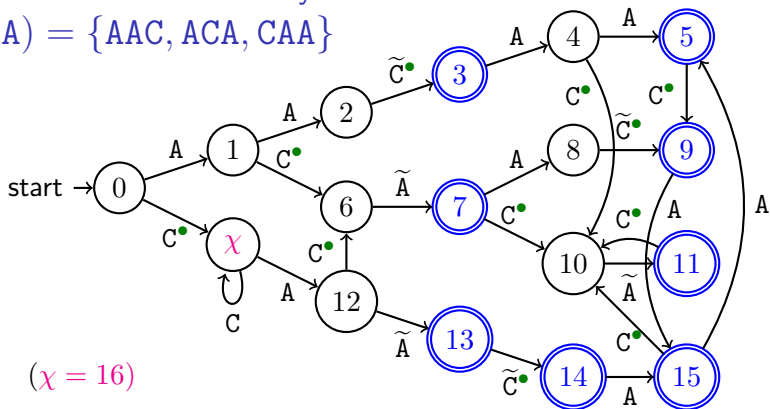 A) = {AAC, ACA, CAA}
start
0
A
1
A
2
C̃•
3
A
4
A
5
C•
C•
C̃•
C•
6
Ã
7
A
8
9
A
A
C•
χ
C
C•
A
12
C•
10
C•
Ã
11
Ã
13
C̃•
14
A
15
C•
(χ = 16)